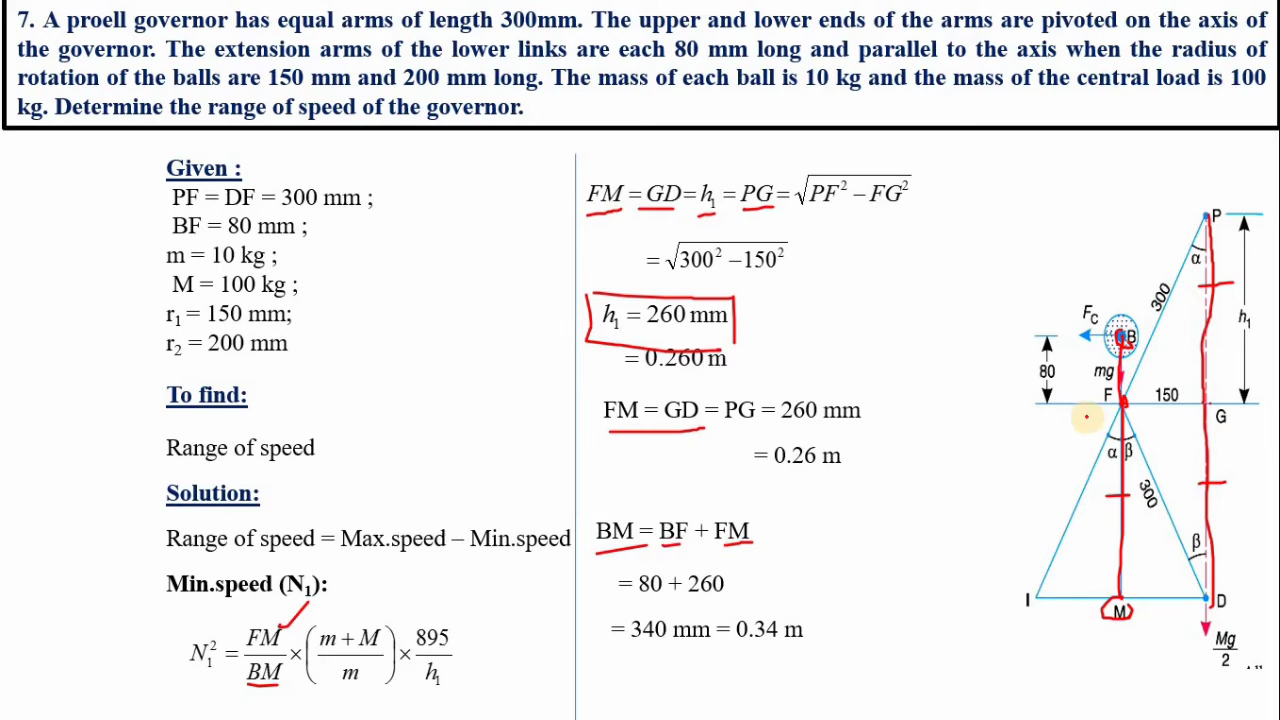 7. A proell governor has equal arms of length 300mm. The upper and lower ends of the arms are pivoted on the axis of
the governor. The extension arms of the lower links are each 80 mm long and parallel to the axis when the radius of
rotation of the balls are 150 mm and 200 mm long. The mass of each ball is 10 kg and the mass of the central load is 100
kg. Determine the range of speed of the governor.
Given :
PF = DF = 300 mm ;
BF = 80 mm ;
m = 10 kg ;
M = 100 kg ;
r₁ = 150 mm;
r₂ = 200 mm
To find:
Range of speed
Solution:
Range of speed = Max.speed – Min.speed
Min.speed (N₁):
N₁² = FM/BM × ((m + M)/m) × 895/h₁
FM = GD = h₁ = PG = √(PF² − FG²)
= √(300² − 150²)
h₁ = 260 mm
= 0.260 m
FM = GD = PG = 260 mm
= 0.26 m
BM = BF + FM
= 80 + 260
= 340 mm = 0.34 m
P
α
300
h₁
Fc
B
80
mg
F
150
G
α
β
300
β
I
M
D
Mg/2